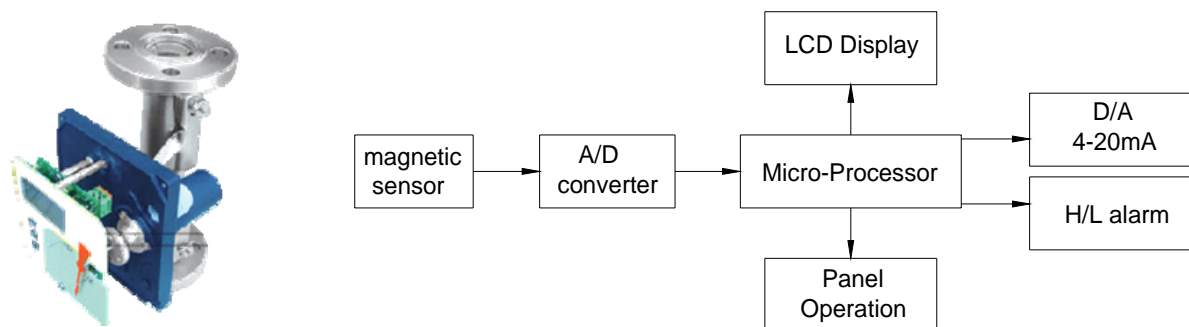 LCD Display
magnetic
sensor
A/D
converter
Micro-Processor
D/A
4-20mA
H/L alarm
Panel
Operation